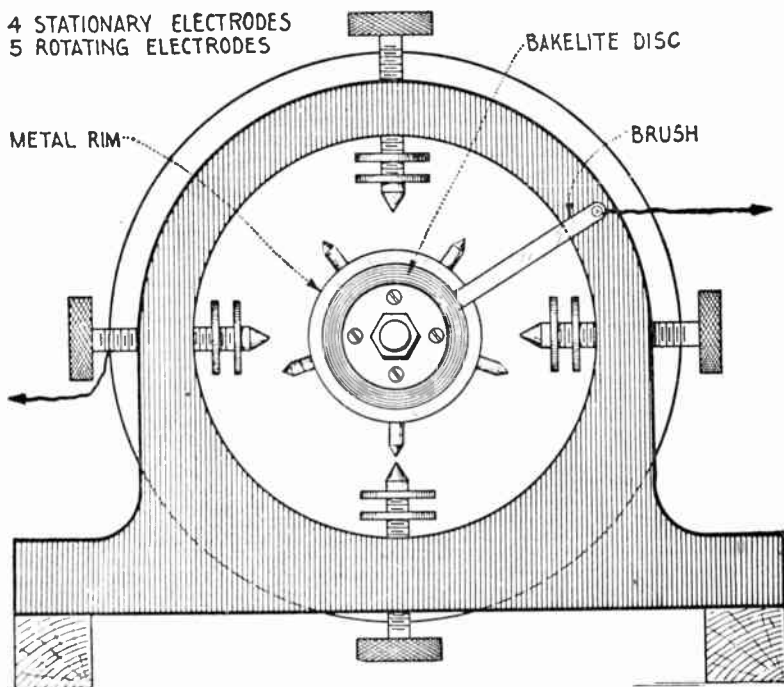 4 STATIONARY ELECTRODES
5 ROTATING ELECTRODES
BAKELITE DISC
METAL RIM
BRUSH